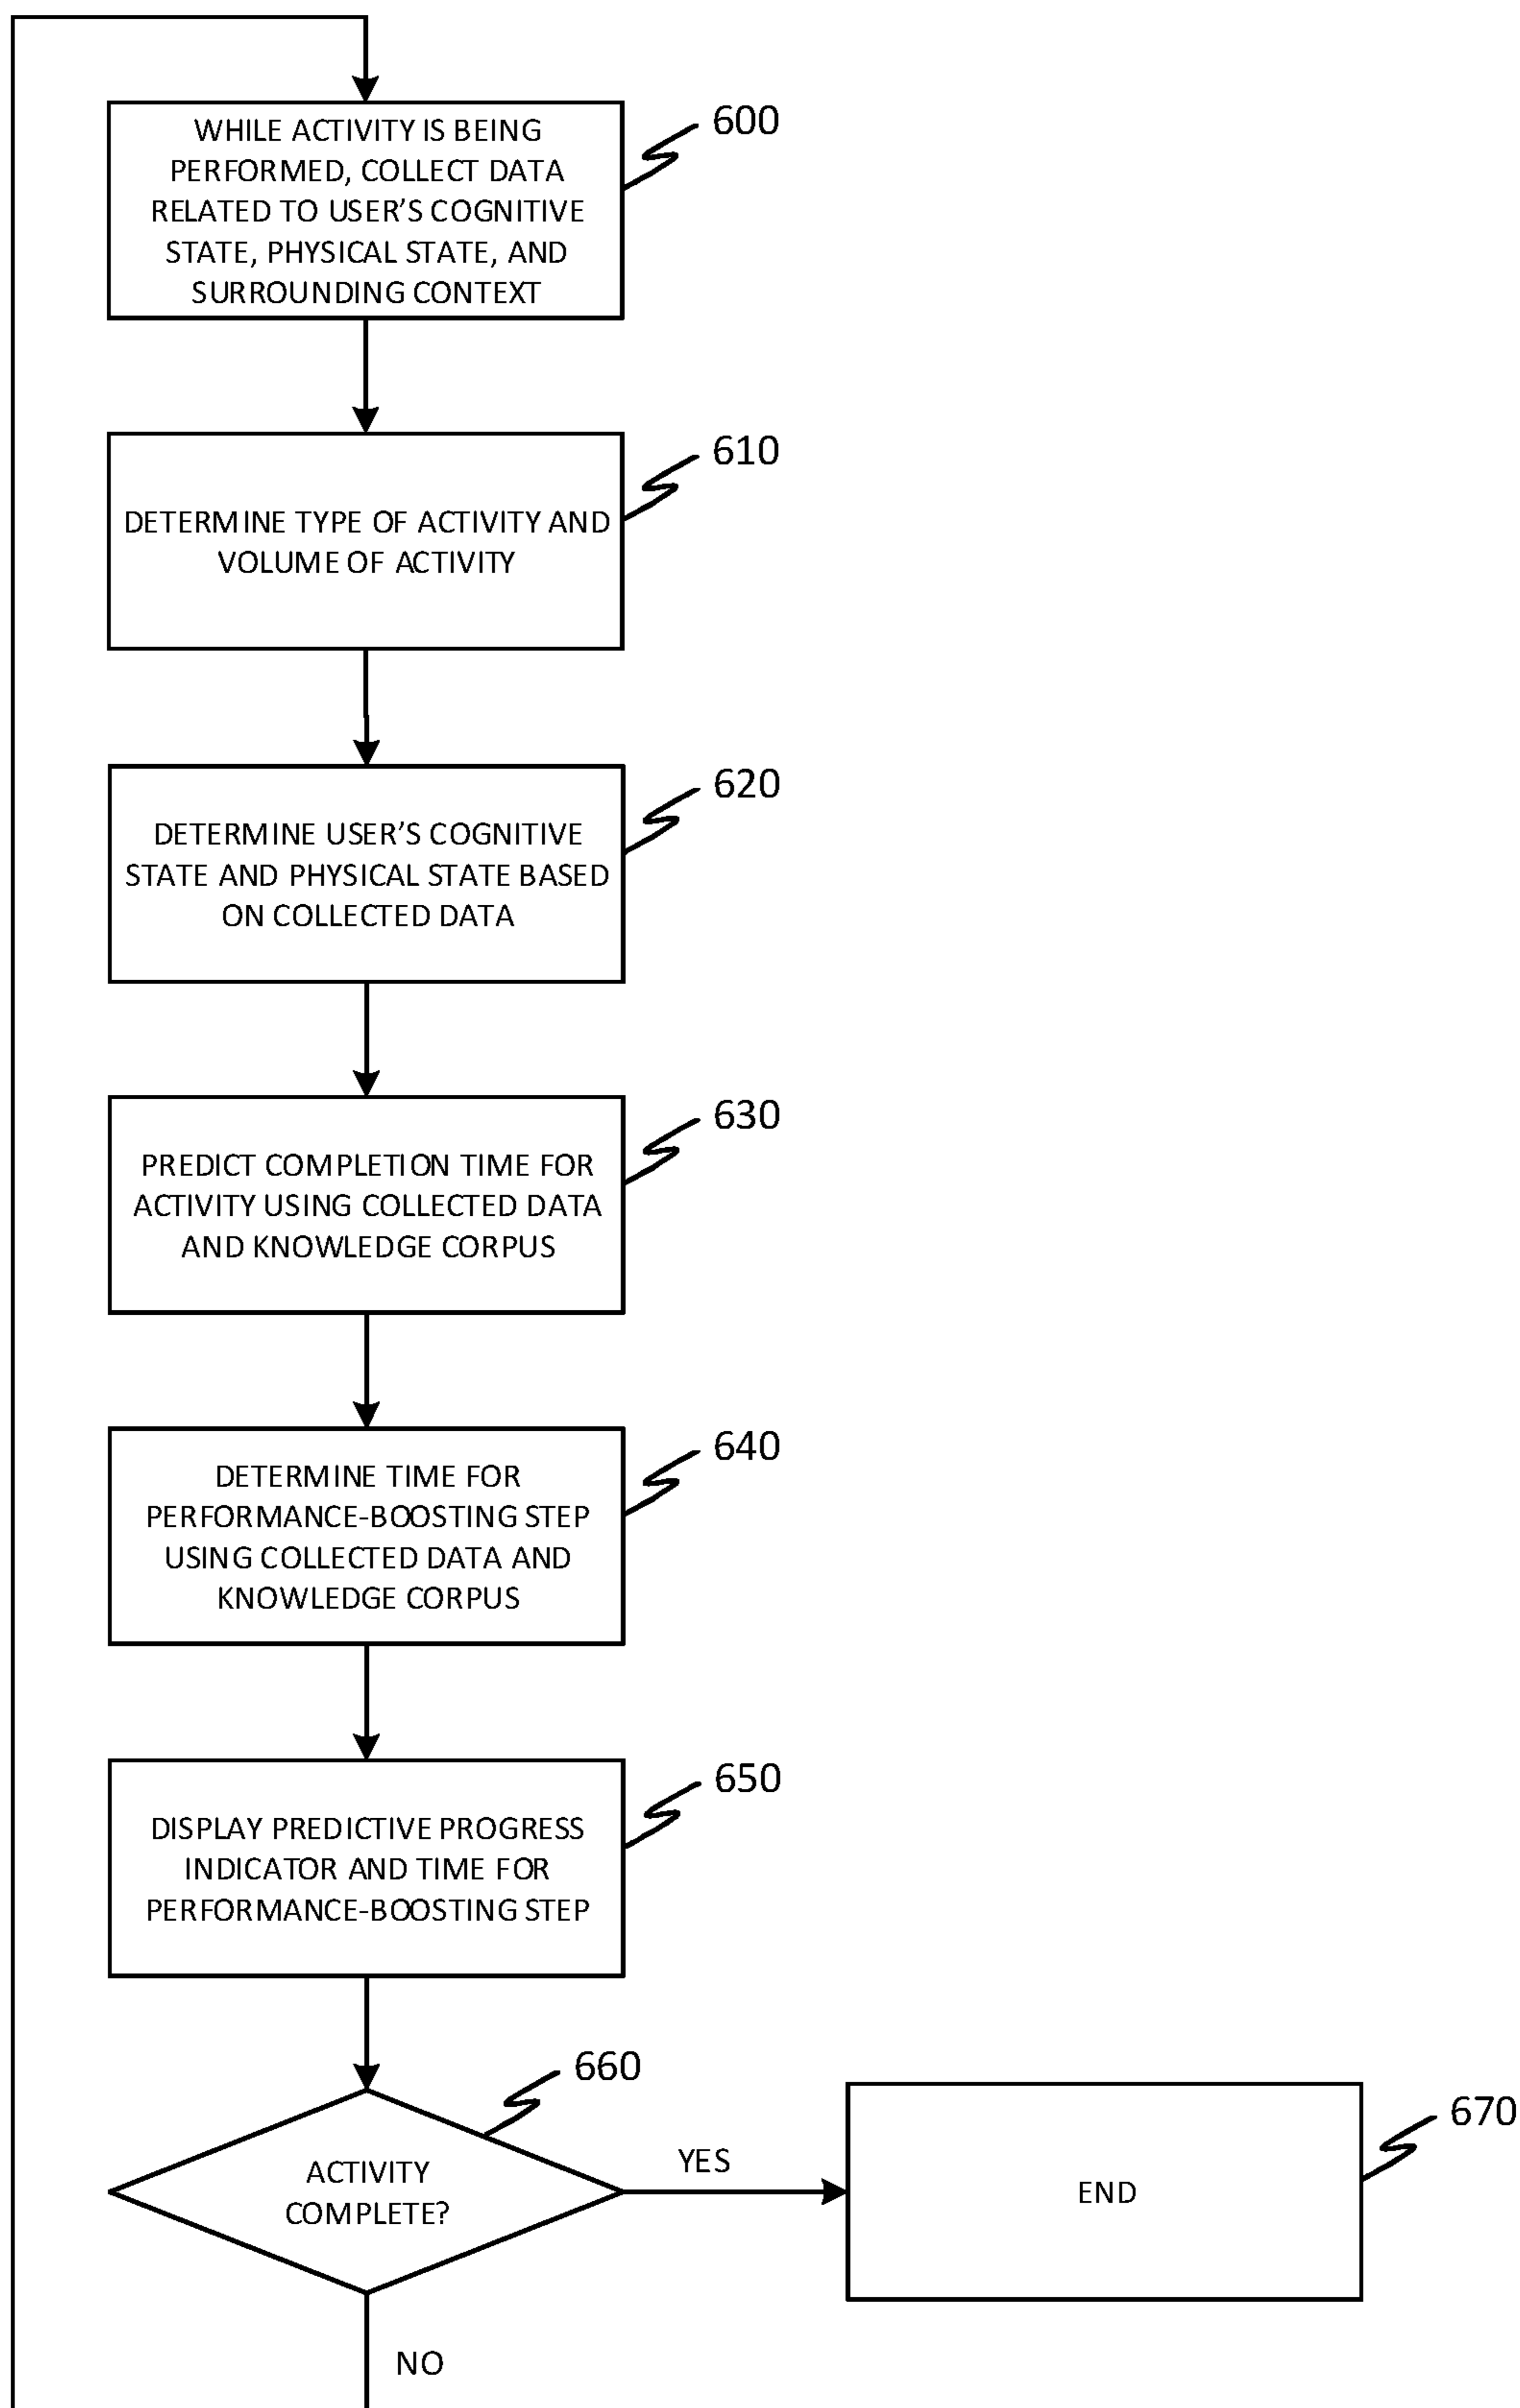 WHILE ACTIVITY IS BEING
PERFORMED, COLLECT DATA
RELATED TO USER'S COGNITIVE
STATE, PHYSICAL STATE, AND
SURROUNDING CONTEXT
600
DETERMINE TYPE OF ACTIVITY AND
VOLUME OF ACTIVITY
610
DETERMINE USER'S COGNITIVE
STATE AND PHYSICAL STATE BASED
ON COLLECTED DATA
620
PREDICT COMPLETION TIME FOR
ACTIVITY USING COLLECTED DATA
AND KNOWLEDGE CORPUS
630
DETERMINE TIME FOR
PERFORMANCE-BOOSTING STEP
USING COLLECTED DATA AND
KNOWLEDGE CORPUS
640
DISPLAY PREDICTIVE PROGRESS
INDICATOR AND TIME FOR
PERFORMANCE-BOOSTING STEP
650
ACTIVITY
COMPLETE?
660
YES
END
670
NO